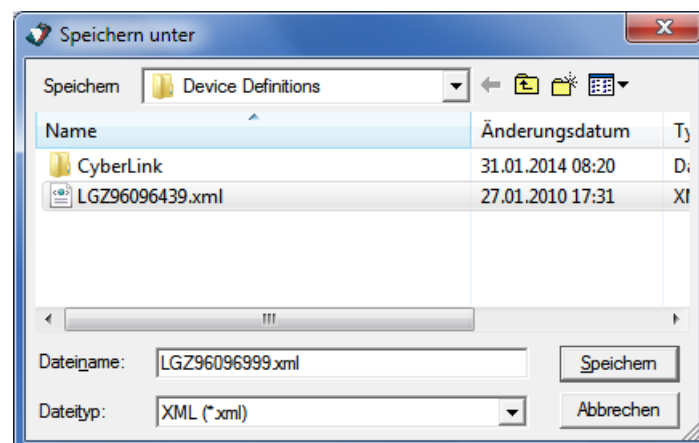 Speichern unter
Speichern Device Definitions
Name Änderungsdatum
CyberLink 31.01.2014 08:20
LGZ96096439.xml 27.01.2010 17:31
Dateiname: LGZ96096999.xml Speichern
Dateityp: XML (*.xml) Abbrechen